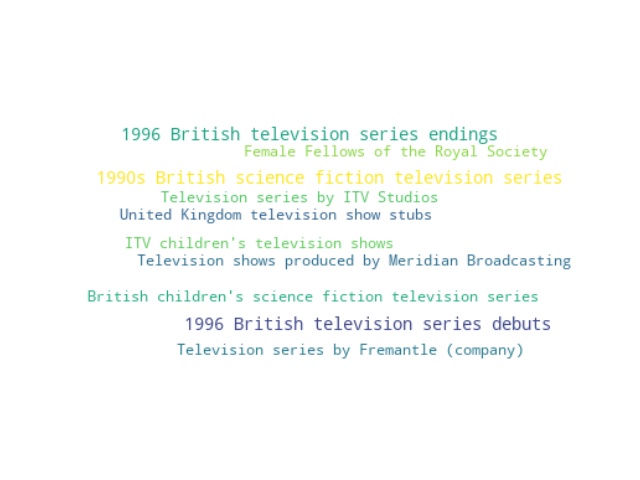 1996 British television series endings
Female Fellows of the Royal Society
1990s British science fiction television series
Television series by ITV Studios
United Kingdom television show stubs
ITV children's television shows
Television shows produced by Meridian Broadcasting
British children's science fiction television series
1996 British television series debuts
Television series by Fremantle (company)